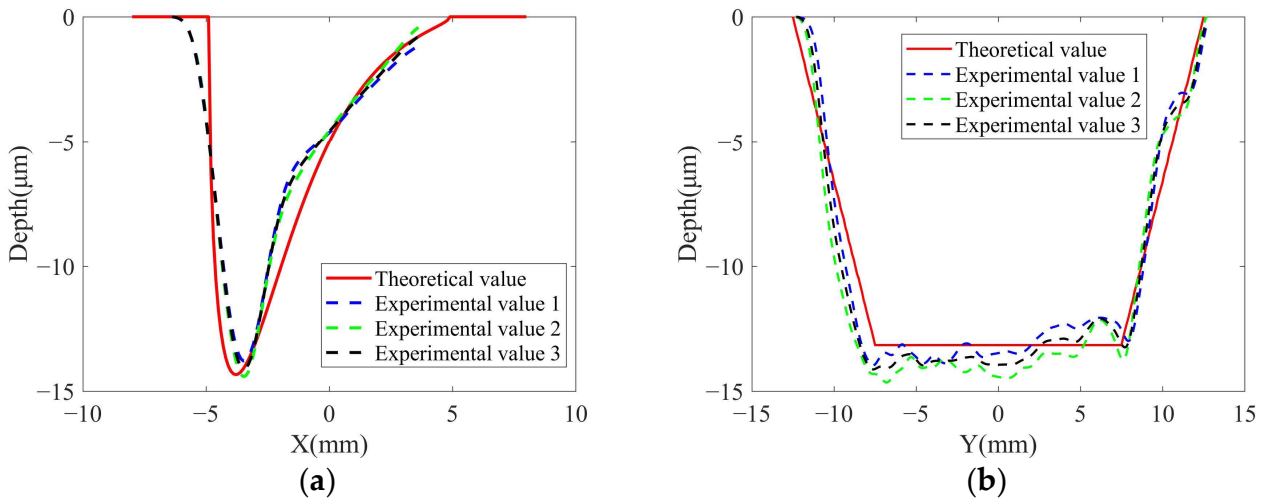 0
−5
−10
−15
Depth(μm)
−10
−5
0
5
10
X(mm)
Theoretical value
Experimental value 1
Experimental value 2
Experimental value 3
(a)
0
−5
−10
−15
Depth(μm)
−15
−10
−5
0
5
10
15
Y(mm)
Theoretical value
Experimental value 1
Experimental value 2
Experimental value 3
(b)